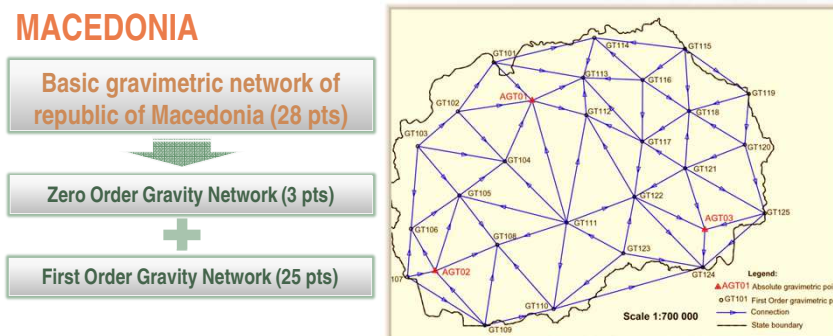 MACEDONIA
Basic gravimetric network of
republic of Macedonia (28 pts)
Zero Order Gravity Network (3 pts)
First Order Gravity Network (25 pts)
GT114
GT101
GT115
GT113
GT116
AGT01
GT119
GT102
GT112
GT118
GT103
GT117
GT120
GT104
GT121
GT105
GT122
AGT03
GT125
GT106
GT111
GT108
GT123
107
AGT02
GT124
GT110
GT109
Scale 1:700 000
Legend:
AGT01 Absolute gravimetric po
GT101 First Order gravimetric p
Connection
State boundary